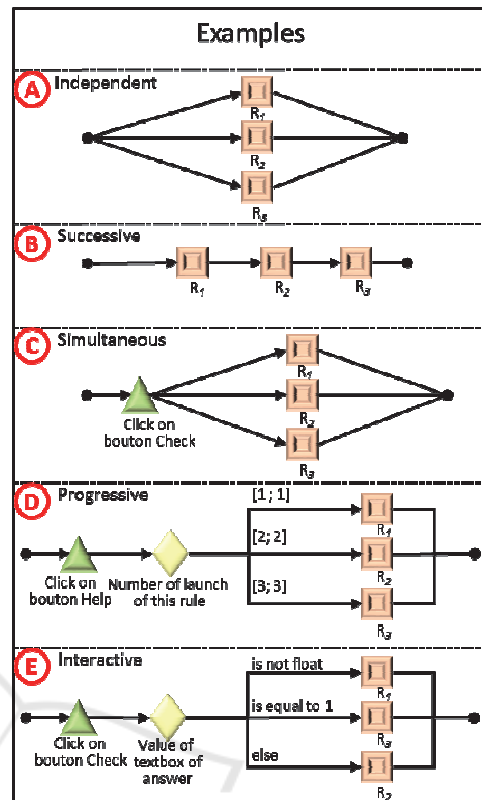 Examples
A Independent
R1
R2
R3
B Successive
R1
R2
R3
C Simultaneous
R1
R2
R3
Click on
bouton Check
D Progressive
[1 ; 1]
R1
[2; 2]
R2
[3; 3]
R3
Click on
bouton Help
Number of launch
of this rule
E Interactive
is not float
R1
is equal to 1
R3
else
R2
Click on
bouton Check
Value of
textbox of
answer